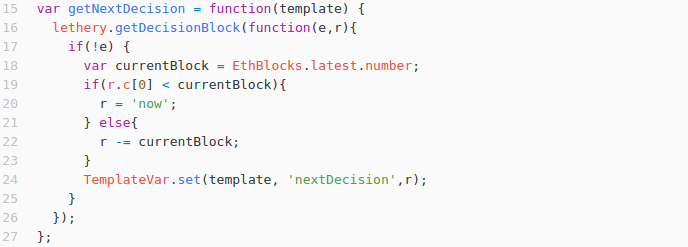 15 var getNextDecision = function(template) {
16   lethery.getDecisionBlock(function(e,r){
17     if(!e) {
18       var currentBlock = EthBlocks.latest.number;
19       if(r.c[0] < currentBlock){
20         r = 'now';
21       } else{
22         r -= currentBlock;
23       }
24       TemplateVar.set(template, 'nextDecision',r);
25     }
26   });
27 };